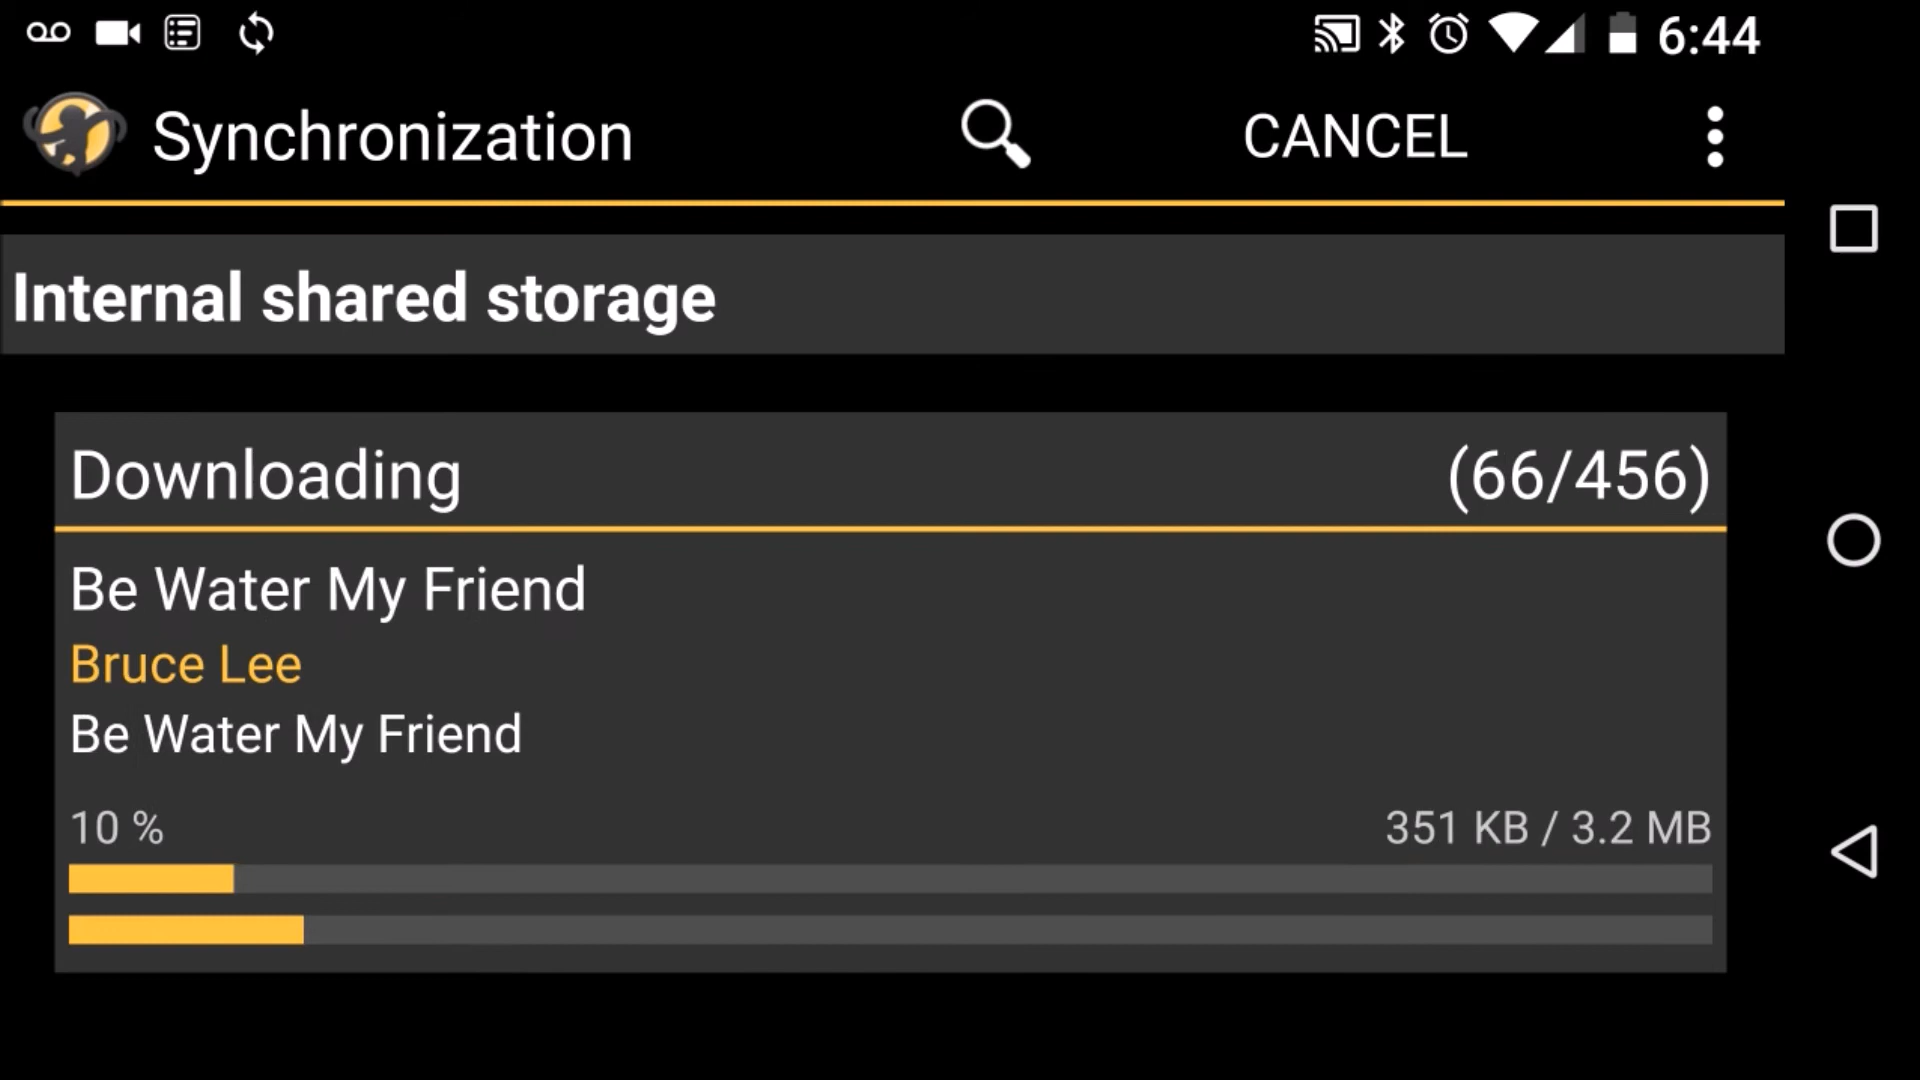 6:44
Synchronization CANCEL
Internal shared storage
Downloading (66/456)
Be Water My Friend
Bruce Lee
Be Water My Friend
10 % 351 KB / 3.2 MB